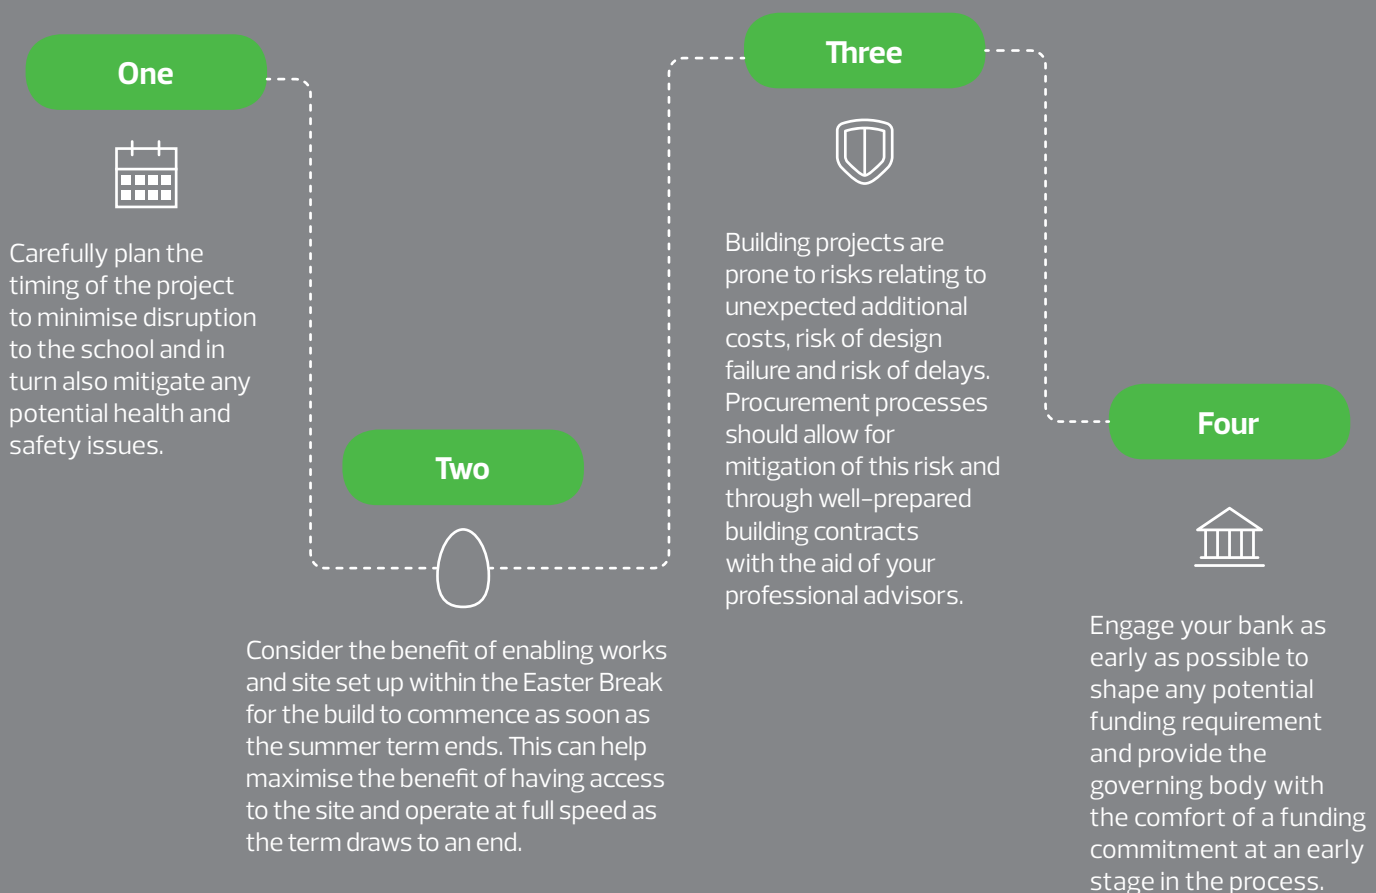 One
Carefully plan the
timing of the project
to minimise disruption
to the school and in
turn also mitigate any
potential health and
safety issues.
Two
Consider the benefit of enabling works
and site set up within the Easter Break
for the build to commence as soon as
the summer term ends. This can help
maximise the benefit of having access
to the site and operate at full speed as
the term draws to an end.
Three
Building projects are
prone to risks relating to
unexpected additional
costs, risk of design
failure and risk of delays.
Procurement processes
should allow for
mitigation of this risk and
through well-prepared
building contracts
with the aid of your
professional advisors.
Four
Engage your bank as
early as possible to
shape any potential
funding requirement
and provide the
governing body with
the comfort of a funding
commitment at an early
stage in the process.